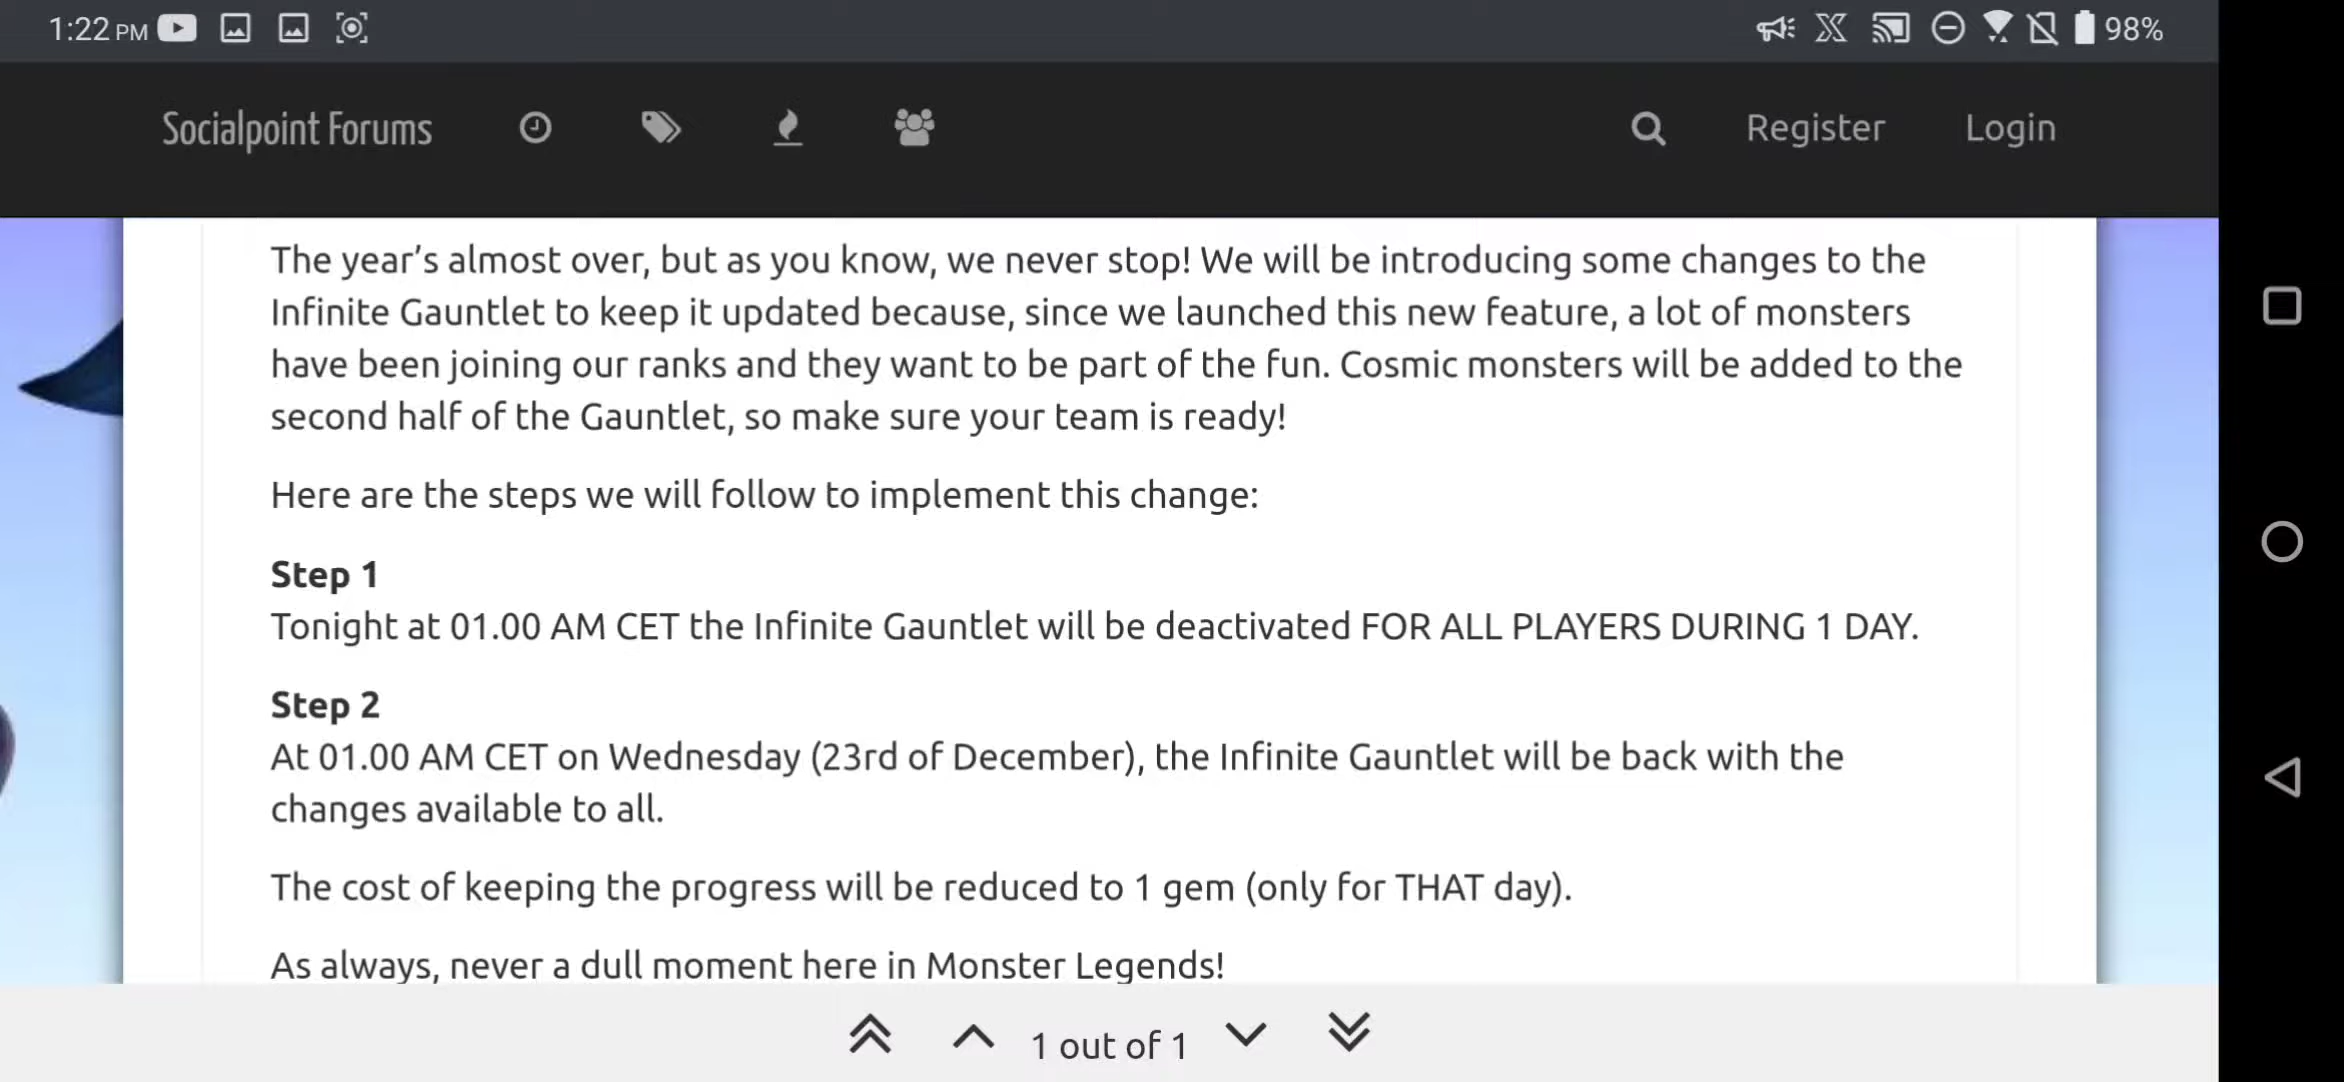 1:22 PM 98%
Socialpoint Forums Register Login
The year’s almost over, but as you know, we never stop! We will be introducing some changes to the
Infinite Gauntlet to keep it updated because, since we launched this new feature, a lot of monsters
have been joining our ranks and they want to be part of the fun. Cosmic monsters will be added to the
second half of the Gauntlet, so make sure your team is ready!
Here are the steps we will follow to implement this change:
Step 1
Tonight at 01.00 AM CET the Infinite Gauntlet will be deactivated FOR ALL PLAYERS DURING 1 DAY.
Step 2
At 01.00 AM CET on Wednesday (23rd of December), the Infinite Gauntlet will be back with the
changes available to all.
The cost of keeping the progress will be reduced to 1 gem (only for THAT day).
As always, never a dull moment here in Monster Legends!
1 out of 1